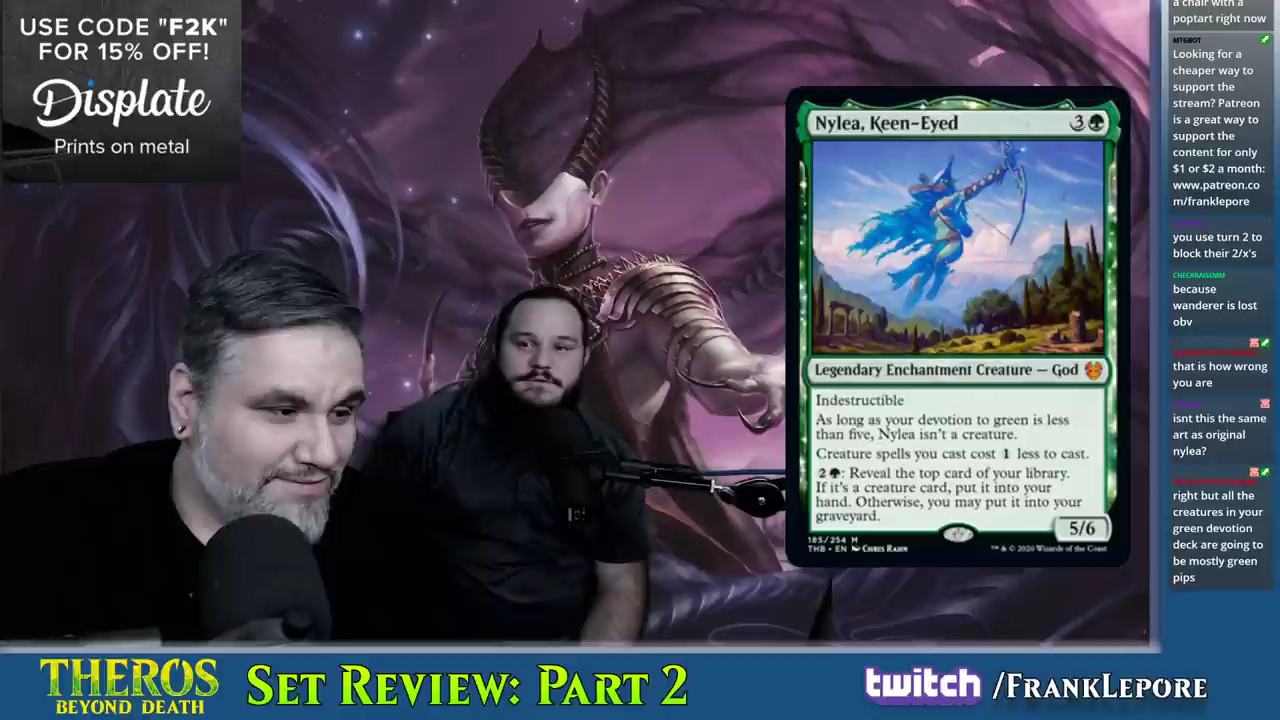 USE CODE "F2K"
FOR 15% OFF!
Displate
Prints on metal
Nylea, Keen-Eyed
3
Legendary Enchantment Creature — God
Indestructible
As long as your devotion to green is less
than five, Nylea isn't a creature.
Creature spells you cast cost 1 less to cast.
2 : Reveal the top card of your library.
If it's a creature card, put it into your
hand. Otherwise, you may put it into your
graveyard.
5/6
185/254 M
THB • EN Chris Rahn
™ & © 2020 Wizards of the Coast
a chair with a
poptart right now
MTGBOT
Looking for a
cheaper way to
support the
stream? Patreon
is a great way to
support the
content for only
$1 or $2 a month:
www.patreon.co
m/franklepore
you use turn 2 to
block their 2/x's
CHECKRAISEMM
because
wanderer is lost
obv
that is how wrong
you are
isnt this the same
art as original
nylea?
right but all the
creatures in your
green devotion
deck are going to
be mostly green
pips
THEROS
BEYOND DEATH
SET REVIEW: PART 2
twitch /FRANKLEPORE